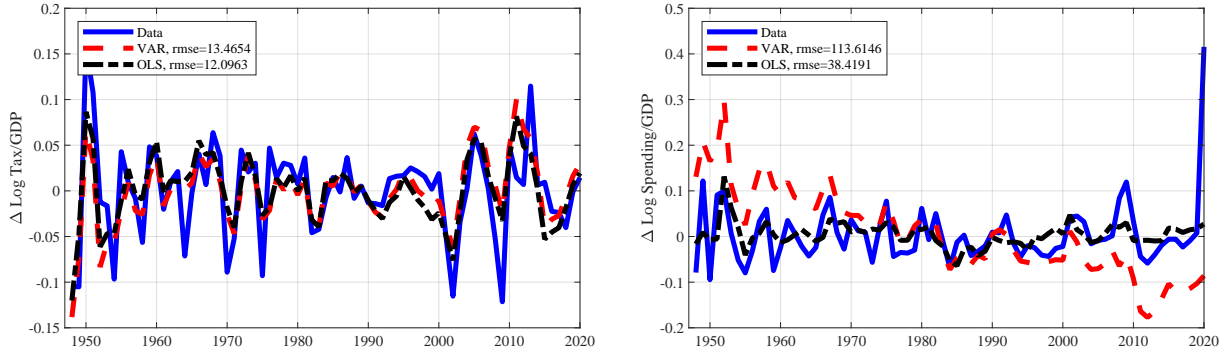 0.2
0.15
0.1
0.05
0
-0.05
-0.1
-0.15
Δ Log Tax/GDP
Data
VAR, rmse=13.4654
OLS, rmse=12.0963
1950 1960 1970 1980 1990 2000 2010 2020
0.5
0.4
0.3
0.2
0.1
0
-0.1
-0.2
Δ Log Spending/GDP
Data
VAR, rmse=113.6146
OLS, rmse=38.4191
1950 1960 1970 1980 1990 2000 2010 2020